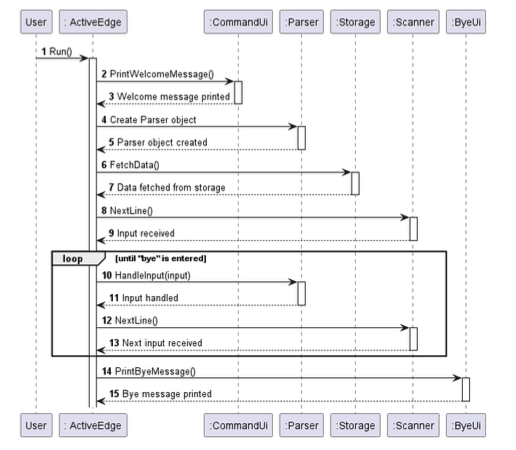 User : ActiveEdge :CommandUi :Parser :Storage :Scanner :ByeUi
1 Run()
2 PrintWelcomeMessage()
3 Welcome message printed
4 Create Parser object
5 Parser object created
6 FetchData()
7 Data fetched from storage
8 NextLine()
9 Input received
loop [until "bye" is entered]
10 HandleInput(input)
11 Input handled
12 NextLine()
13 Next input received
14 PrintByeMessage()
15 Bye message printed
User : ActiveEdge :CommandUi :Parser :Storage :Scanner :ByeUi